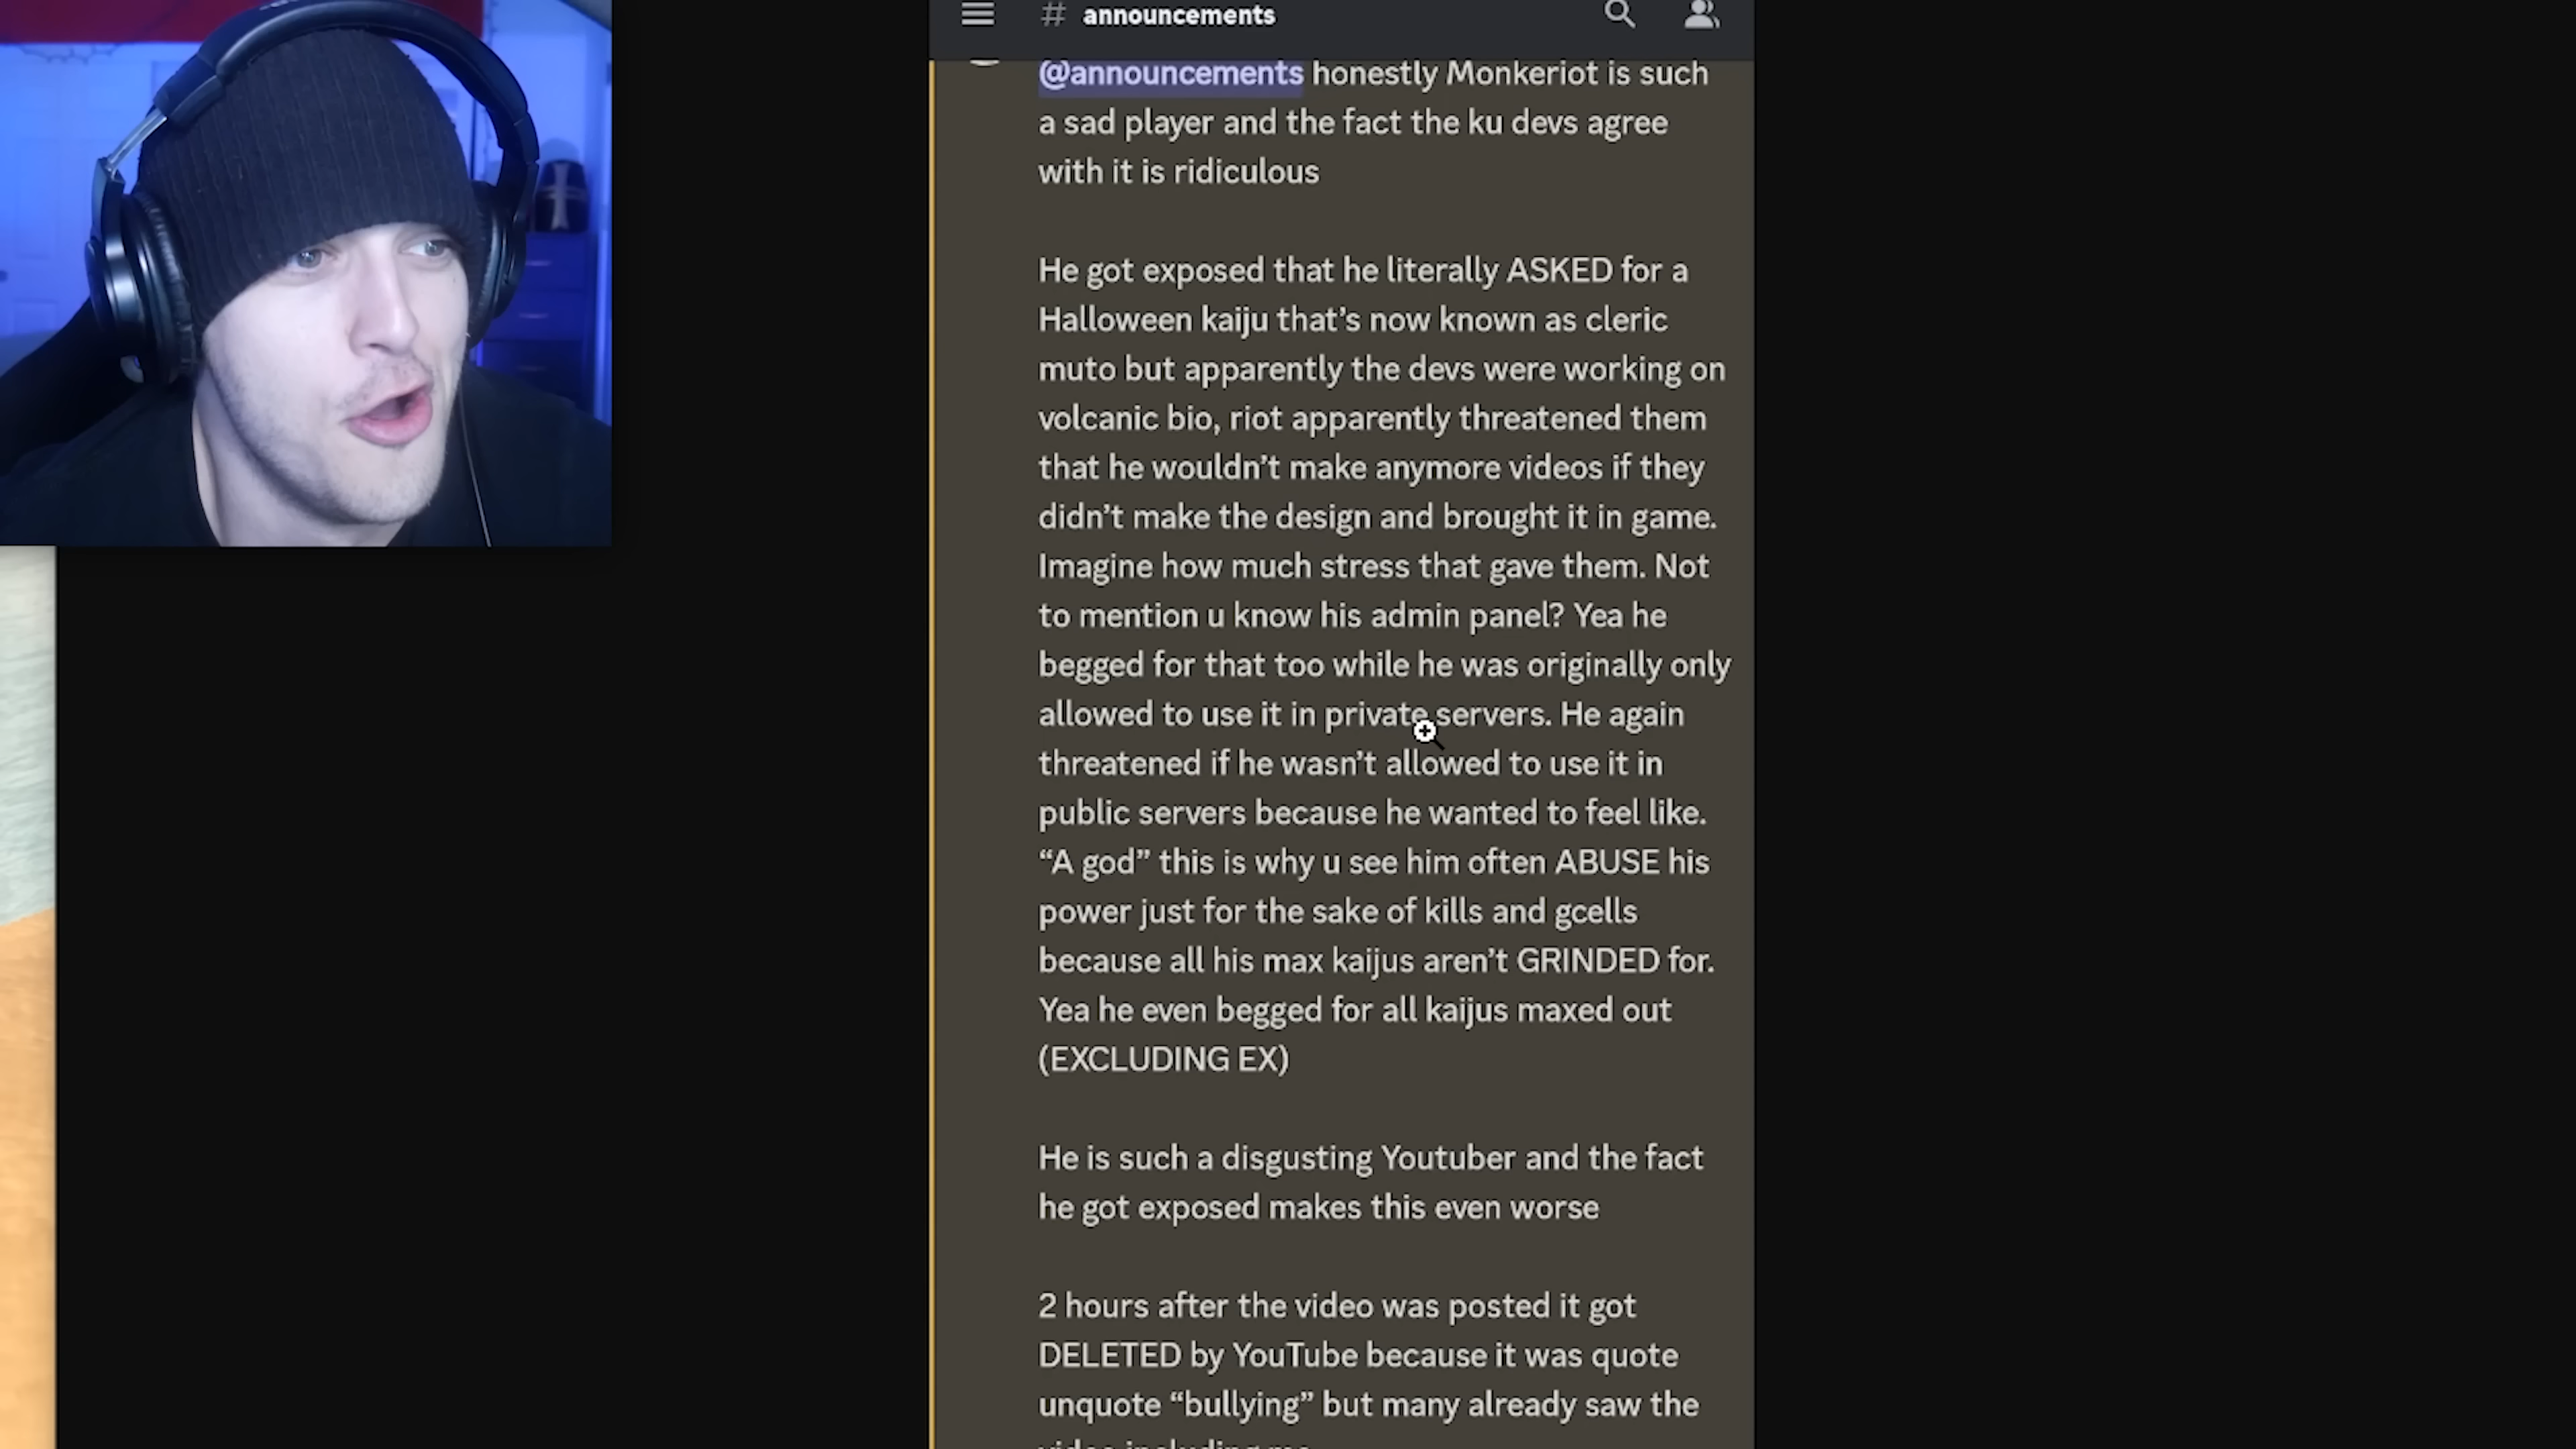 # announcements
@announcements honestly Monkeriot is such
a sad player and the fact the ku devs agree
with it is ridiculous
He got exposed that he literally ASKED for a
Halloween kaiju that’s now known as cleric
muto but apparently the devs were working on
volcanic bio, riot apparently threatened them
that he wouldn’t make anymore videos if they
didn’t make the design and brought it in game.
Imagine how much stress that gave them. Not
to mention u know his admin panel? Yea he
begged for that too while he was originally only
allowed to use it in private servers. He again
threatened if he wasn’t allowed to use it in
public servers because he wanted to feel like.
“A god” this is why u see him often ABUSE his
power just for the sake of kills and gcells
because all his max kaijus aren’t GRINDED for.
Yea he even begged for all kaijus maxed out
(EXCLUDING EX)
He is such a disgusting Youtuber and the fact
he got exposed makes this even worse
2 hours after the video was posted it got
DELETED by YouTube because it was quote
unquote “bullying” but many already saw the